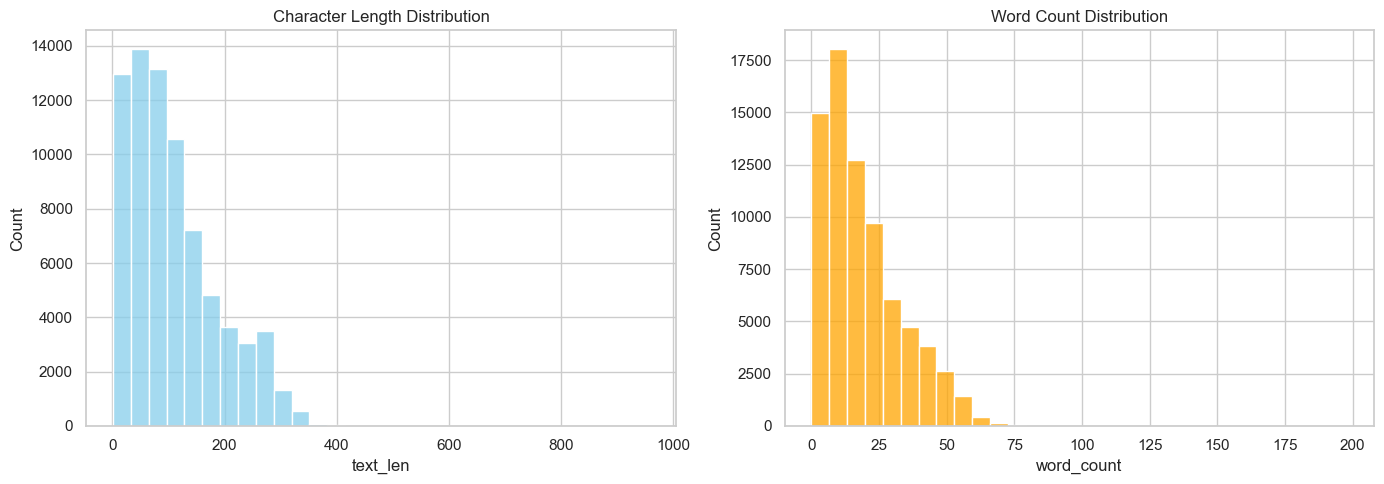 Character Length Distribution
Count
14000
12000
10000
8000
6000
4000
2000
0
0 200 400 600 800 1000
text_len
Word Count Distribution
Count
17500
15000
12500
10000
7500
5000
2500
0
0 25 50 75 100 125 150 175 200
word_count